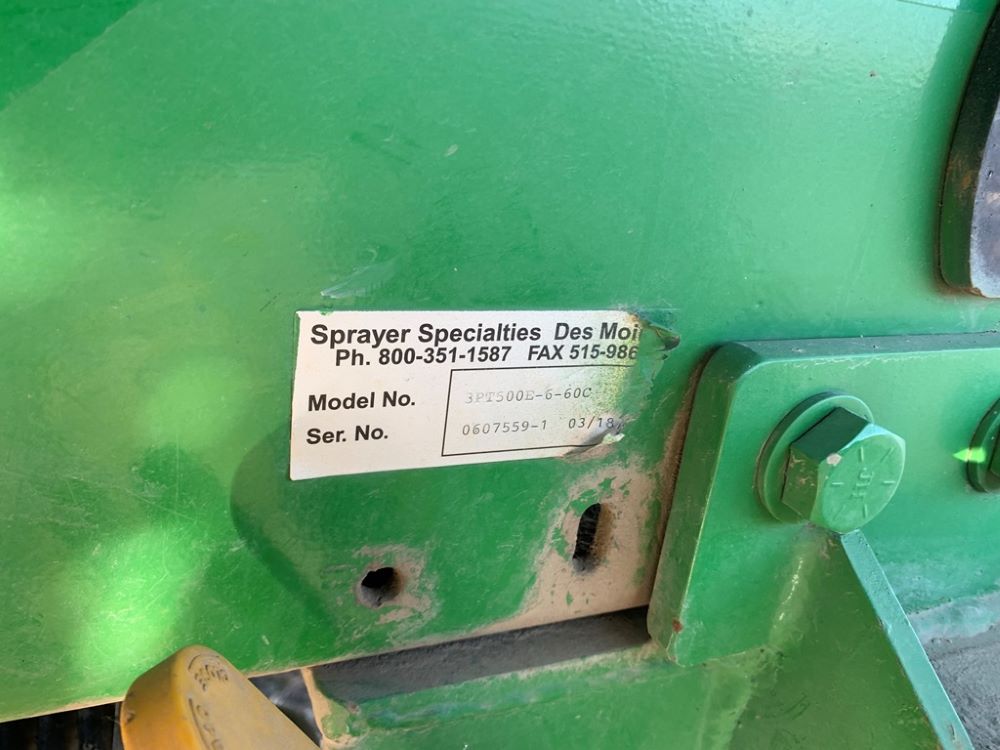 Sprayer Specialties Des Moi
Ph. 800-351-1587 FAX 515-986
Model No. 3PT500E-6-60C
Ser. No. 0607559-1 03/18/